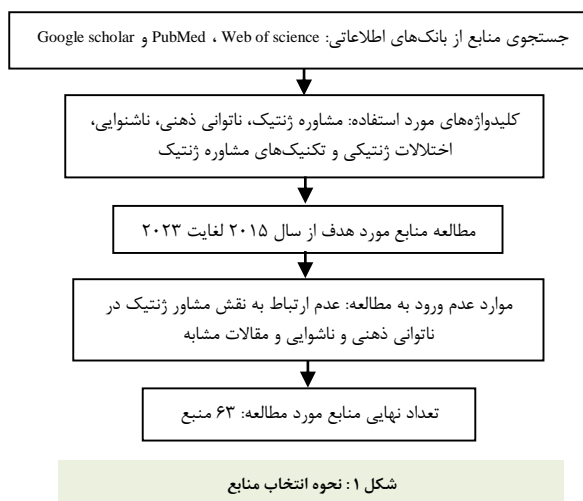 جستجوی منابع از بانک‌های اطلاعاتی: PubMed ، Web of science و Google scholar
کلیدواژه‌های مورد استفاده: مشاوره ژنتیک، ناتوانی ذهنی، ناشنوایی،
اختلالات ژنتیکی و تکنیک‌های مشاوره ژنتیک
مطالعه منابع مورد هدف از سال ۲۰۱۵ لغایت ۲۰۲۳
موارد عدم ورود به مطالعه: عدم ارتباط به نقش مشاور ژنتیک در
ناتوانی ذهنی و ناشوایی و مقالات مشابه
تعداد نهایی منابع مورد مطالعه: ۶۳ منبع
شکل ۱: نحوه انتخاب منابع